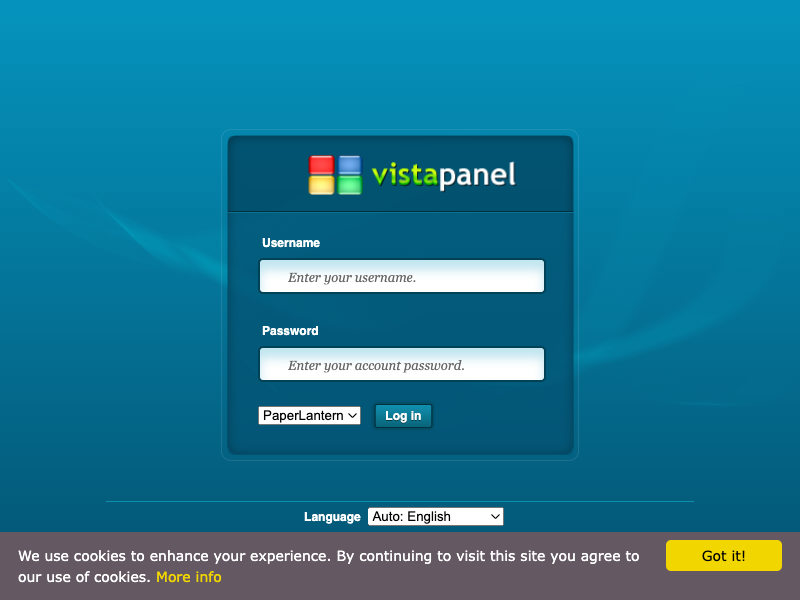 vistapanel
Username
Enter your username.
Password
Enter your account password.
PaperLantern
Log in
Language
Auto: English
We use cookies to enhance your experience. By continuing to visit this site you agree to
our use of cookies. More info
Got it!